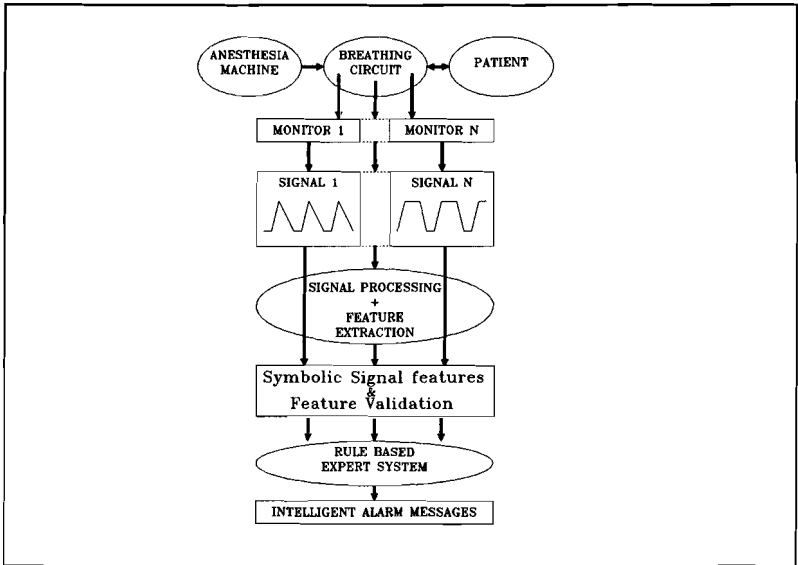 ANESTHESIA
MACHINE
BREATHING
CIRCUIT
PATIENT
MONITOR 1
MONITOR N
SIGNAL 1
SIGNAL N
SIGNAL PROCESSING
+
FEATURE
EXTRACTION
Symbolic Signal features
&
Feature Validation
RULE BASED
EXPERT SYSTEM
INTELLIGENT ALARM MESSAGES